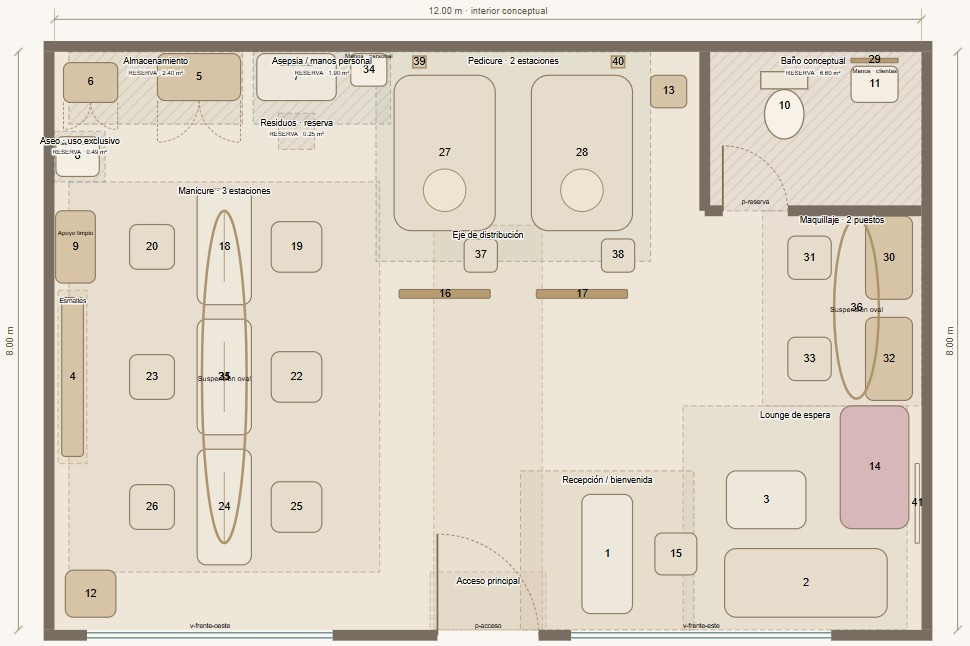 12.00 m · interior conceptual
Almacenamiento
RESERVA · 2.40 m²
6
5
Asepsia / manos personal
RESERVA · 1.90 m²
Manos · personal
34
39
Pedicure · 2 estaciones
40
13
Baño conceptual
RESERVA · 6.60 m²
29
Manos · clientas
11
10
Residuos · reserva
RESERVA · 0.25 m²
Aseo · uso exclusivo
RESERVA · 0.49 m²
27
28
Manicure · 3 estaciones
p-reserva
Maquillaje · 2 puestos
Apoyo limpio
9
20
18
19
Eje de distribución
37
38
31
30
Esmaltes
16
17
36
Suspensión oval
8.00 m
8.00 m
4
23
Suspensión oval
22
33
32
Lounge de espera
14
Recepción / bienvenida
3
26
24
25
41
1
15
2
Acceso principal
12
v-frente-oeste
p-acceso
v-frente-este